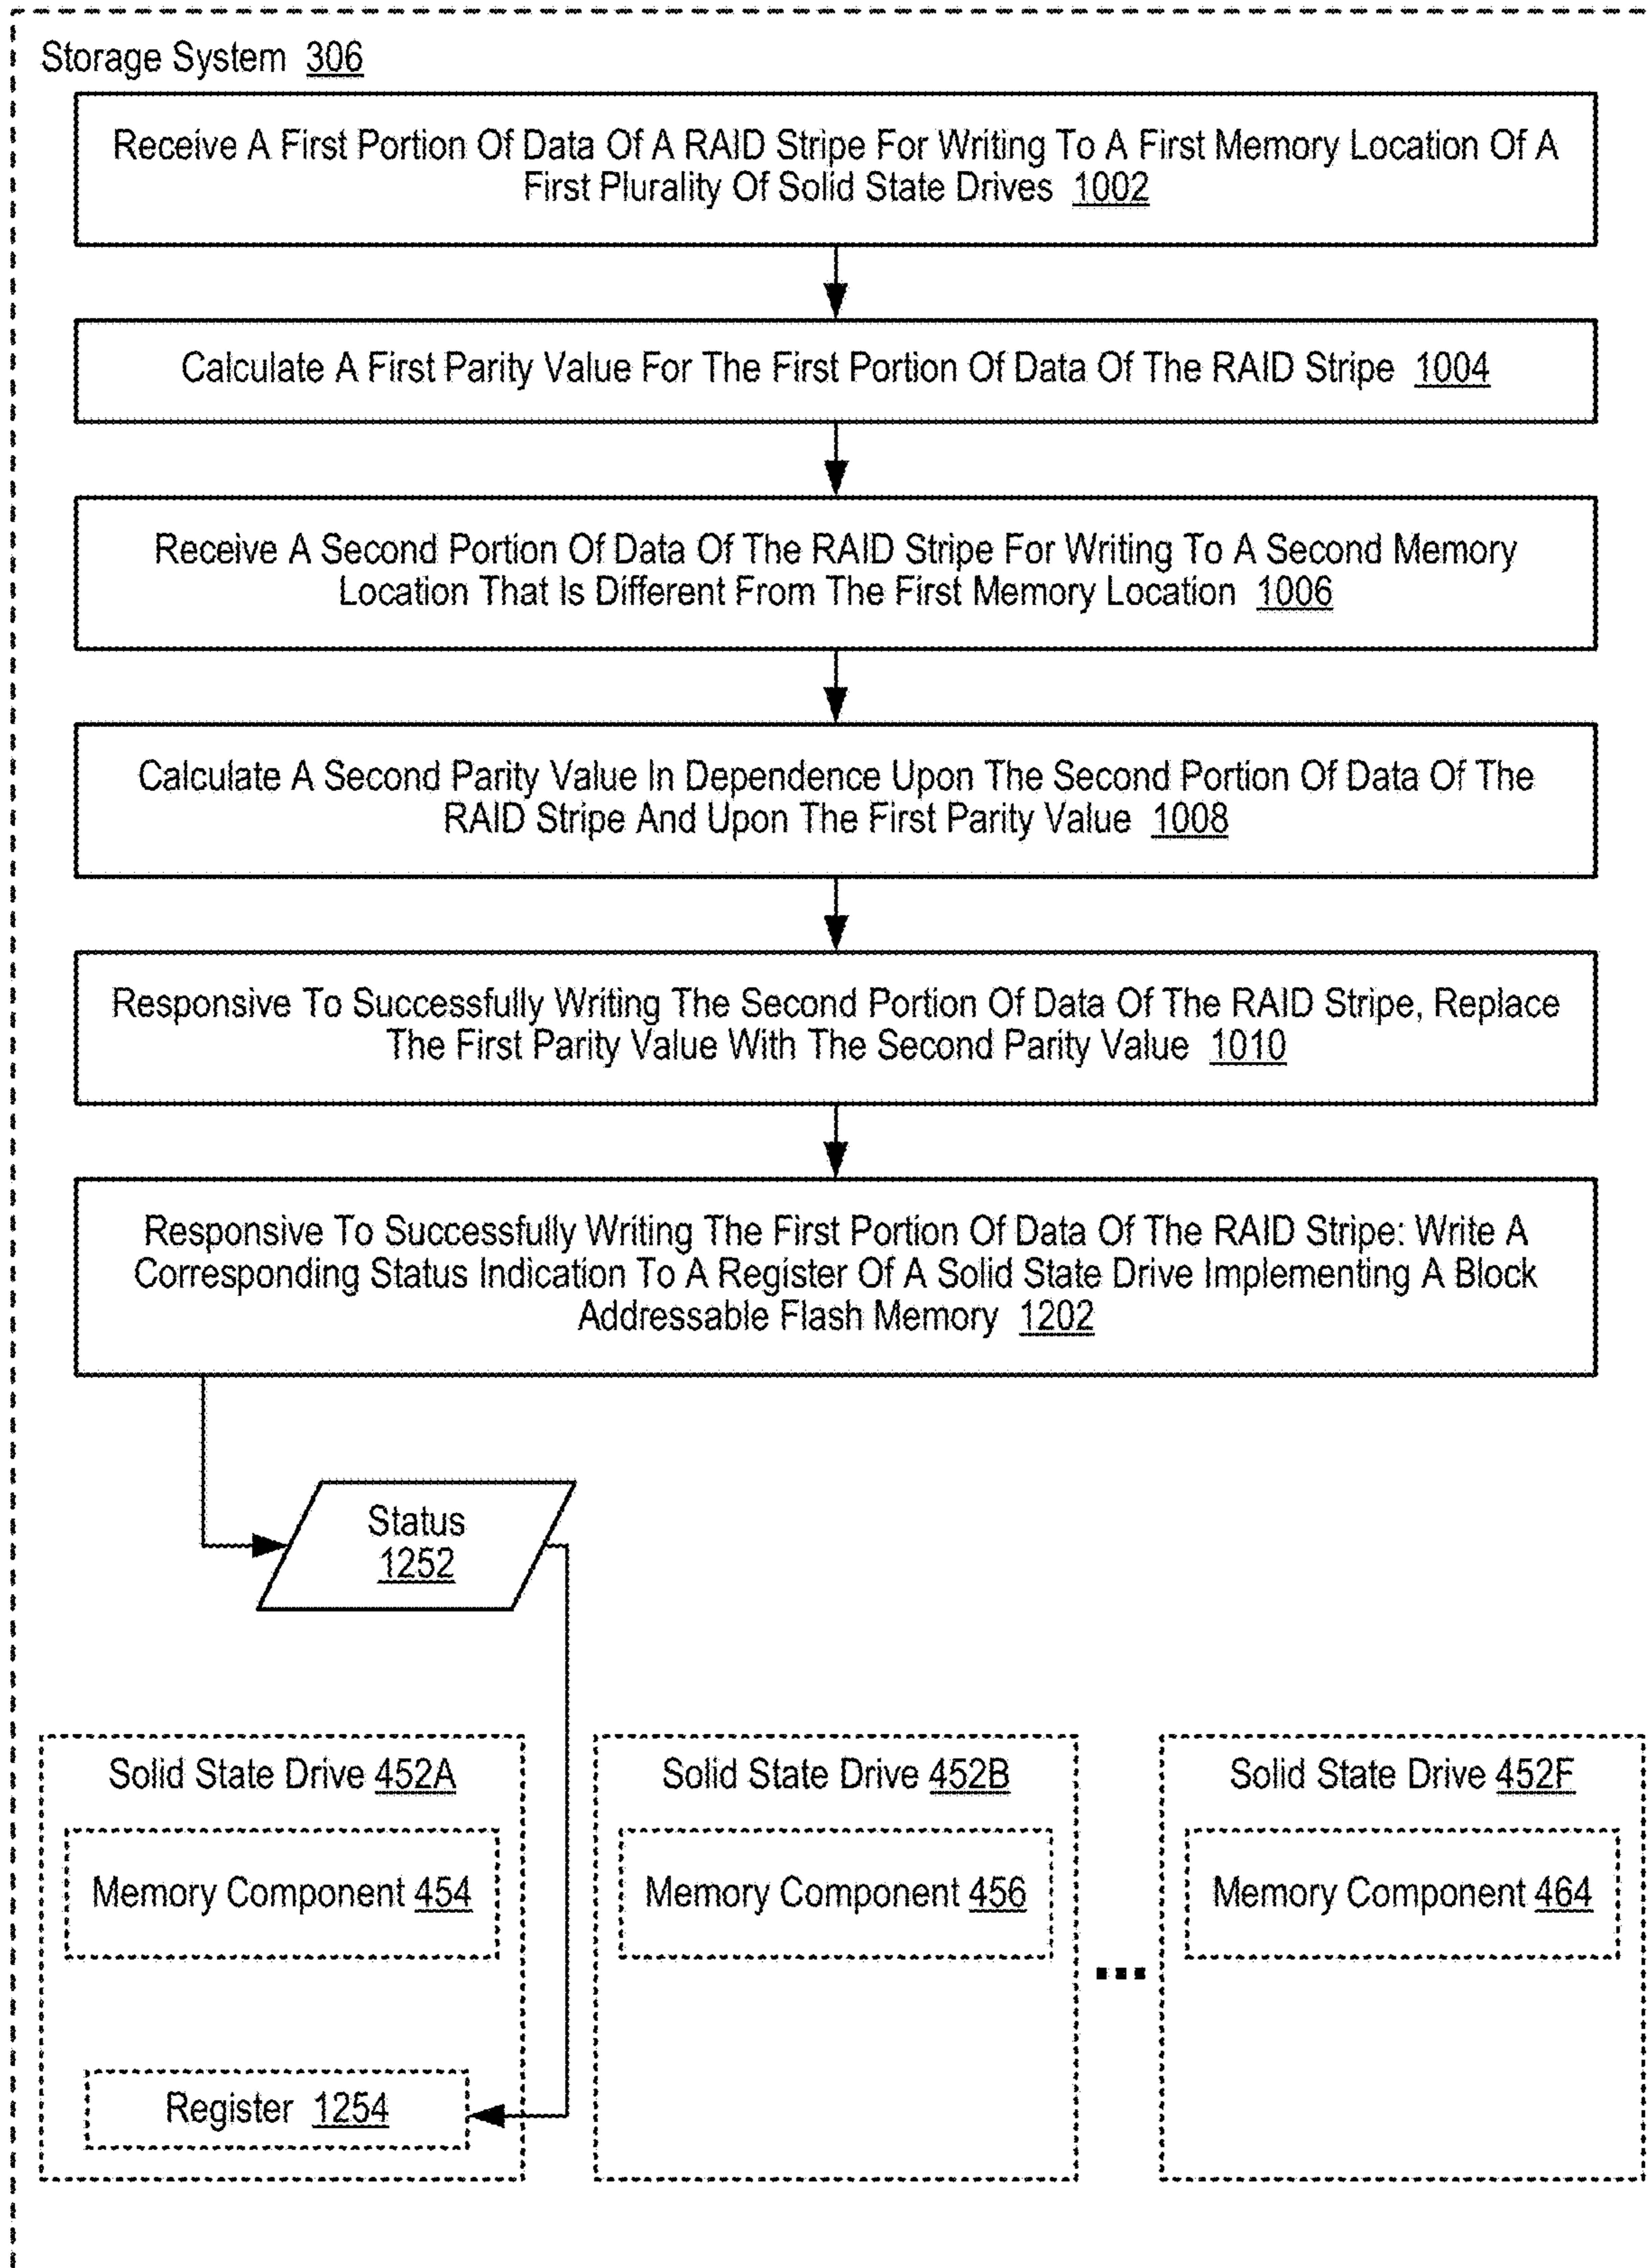 Storage System 306
Receive A First Portion Of Data Of A RAID Stripe For Writing To A First Memory Location Of A
First Plurality Of Solid State Drives 1002
Calculate A First Parity Value For The First Portion Of Data Of The RAID Stripe 1004
Receive A Second Portion Of Data Of The RAID Stripe For Writing To A Second Memory
Location That Is Different From The First Memory Location 1006
Calculate A Second Parity Value In Dependence Upon The Second Portion Of Data Of The
RAID Stripe And Upon The First Parity Value 1008
Responsive To Successfully Writing The Second Portion Of Data Of The RAID Stripe, Replace
The First Parity Value With The Second Parity Value 1010
Responsive To Successfully Writing The First Portion Of Data Of The RAID Stripe: Write A
Corresponding Status Indication To A Register Of A Solid State Drive Implementing A Block
Addressable Flash Memory 1202
Status
1252
Solid State Drive 452A
Memory Component 454
Register 1254
Solid State Drive 452B
Memory Component 456
...
Solid State Drive 452F
Memory Component 464